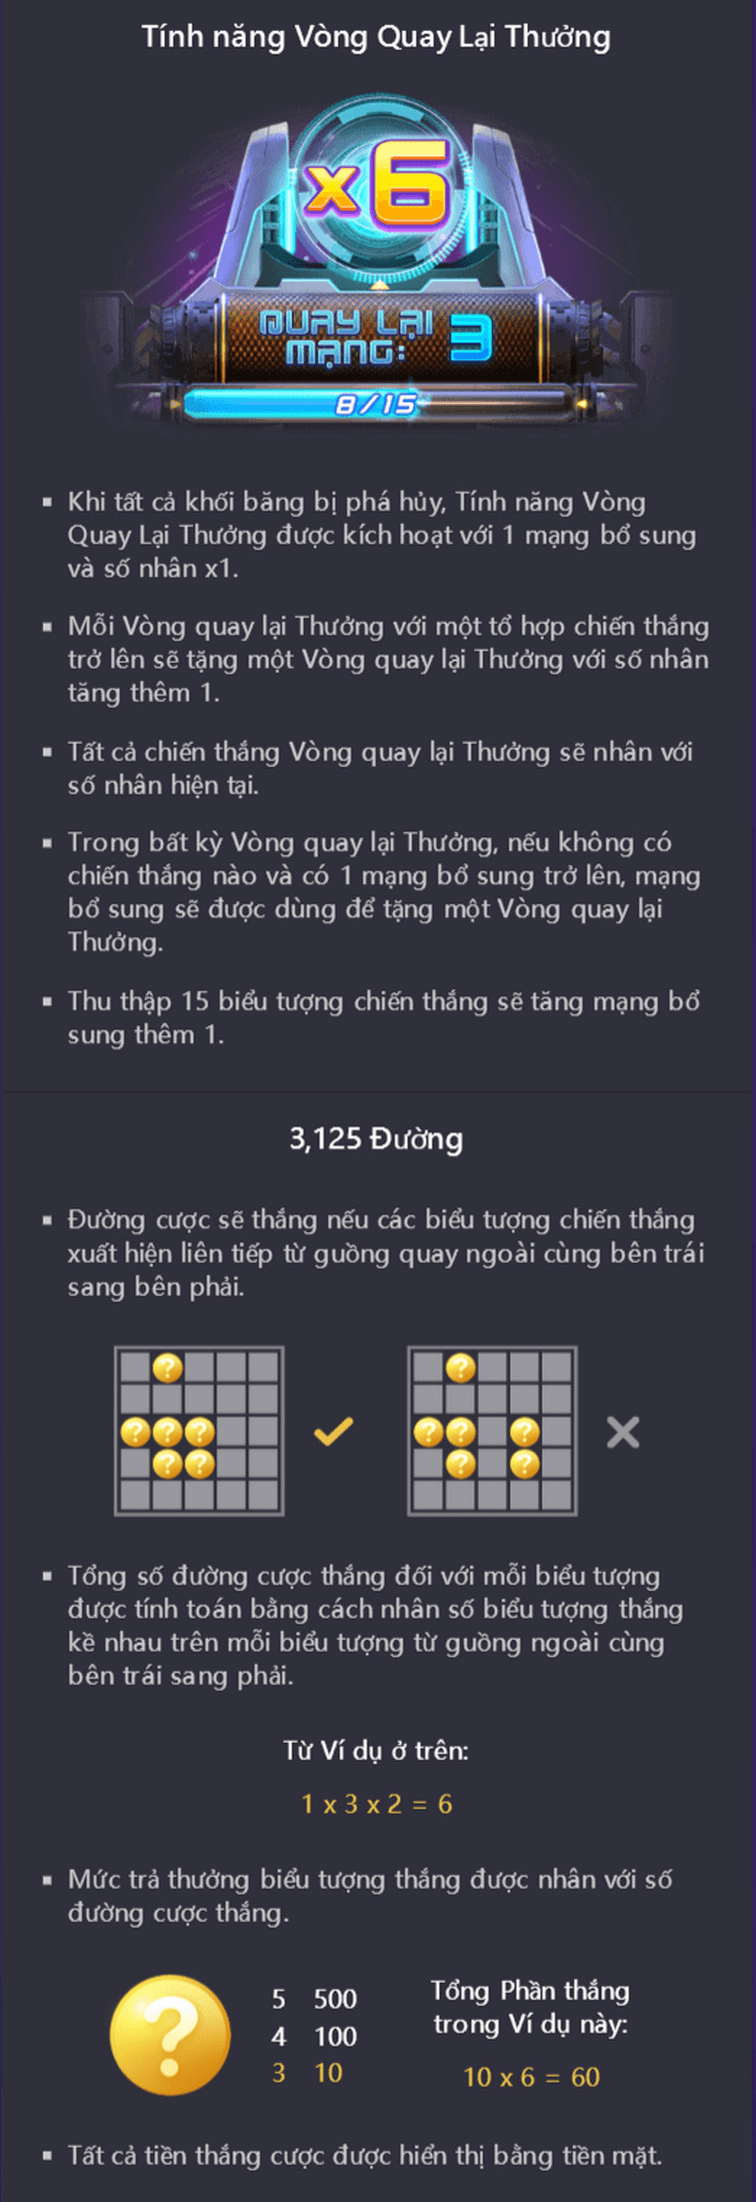 Tính năng Vòng Quay Lại Thưởng
x6
QUAY LẠI
MẠNG: 3
8/15
Khi tất cả khối băng bị phá hủy, Tính năng Vòng
Quay Lại Thưởng được kích hoạt với 1 mạng bổ sung
và số nhân x1.
Mỗi Vòng quay lại Thưởng với một tổ hợp chiến thắng
trở lên sẽ tặng một Vòng quay lại Thưởng với số nhân
tăng thêm 1.
Tất cả chiến thắng Vòng quay lại Thưởng sẽ nhân với
số nhân hiện tại.
Trong bất kỳ Vòng quay lại Thưởng, nếu không có
chiến thắng nào và có 1 mạng bổ sung trở lên, mạng
bổ sung sẽ được dùng để tặng một Vòng quay lại
Thưởng.
Thu thập 15 biểu tượng chiến thắng sẽ tăng mạng bổ
sung thêm 1.
3,125 Đường
Đường cược sẽ thắng nếu các biểu tượng chiến thắng
xuất hiện liên tiếp từ guồng quay ngoài cùng bên trái
sang bên phải.
? ?
? ? ? ? ? ?
? ? ? ?
Tổng số đường cược thắng đối với mỗi biểu tượng
được tính toán bằng cách nhân số biểu tượng thắng
kề nhau trên mỗi biểu tượng từ guồng ngoài cùng
bên trái sang phải.
Từ Ví dụ ở trên:
1 x 3 x 2 = 6
Mức trả thưởng biểu tượng thắng được nhân với số
đường cược thắng.
?
5 500
4 100
3 10
Tổng Phần thắng
trong Ví dụ này:
10 x 6 = 60
Tất cả tiền thắng cược được hiển thị bằng tiền mặt.